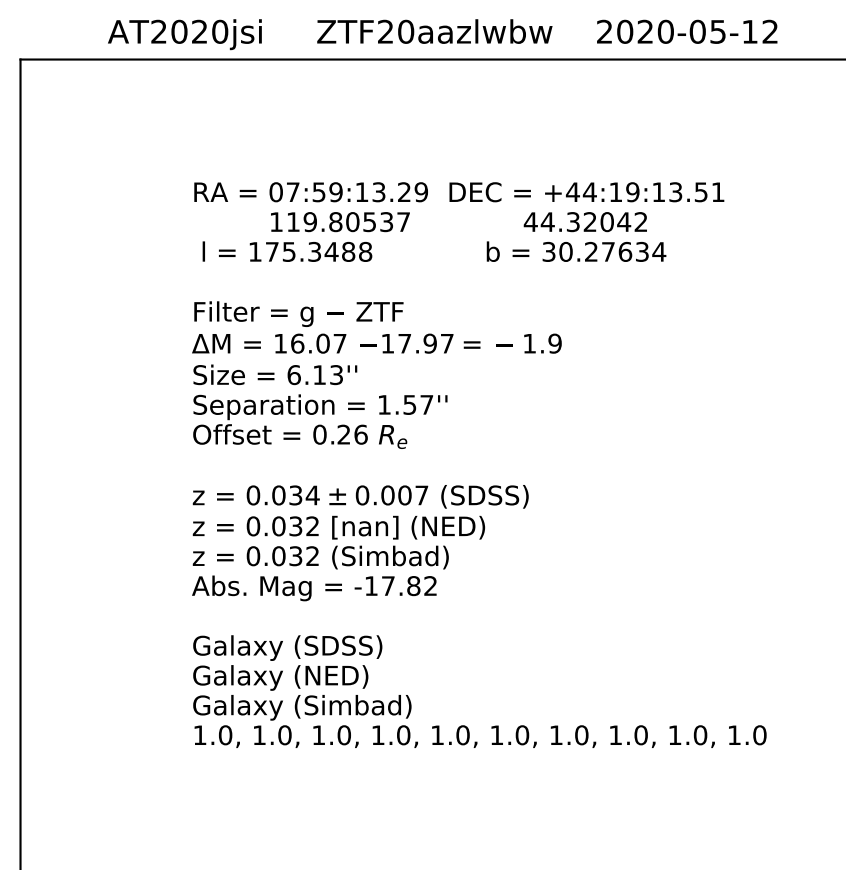 AT2020jsi ZTF20aazlwbw 2020-05-12
RA = 07:59:13.29 DEC = +44:19:13.51
119.80537 44.32042
l = 175.3488 b = 30.27634
Filter = g − ZTF
ΔM = 16.07 −17.97 = − 1.9
Size = 6.13''
Separation = 1.57''
Offset = 0.26 Re
z = 0.034 ± 0.007 (SDSS)
z = 0.032 [nan] (NED)
z = 0.032 (Simbad)
Abs. Mag = -17.82
Galaxy (SDSS)
Galaxy (NED)
Galaxy (Simbad)
1.0, 1.0, 1.0, 1.0, 1.0, 1.0, 1.0, 1.0, 1.0, 1.0